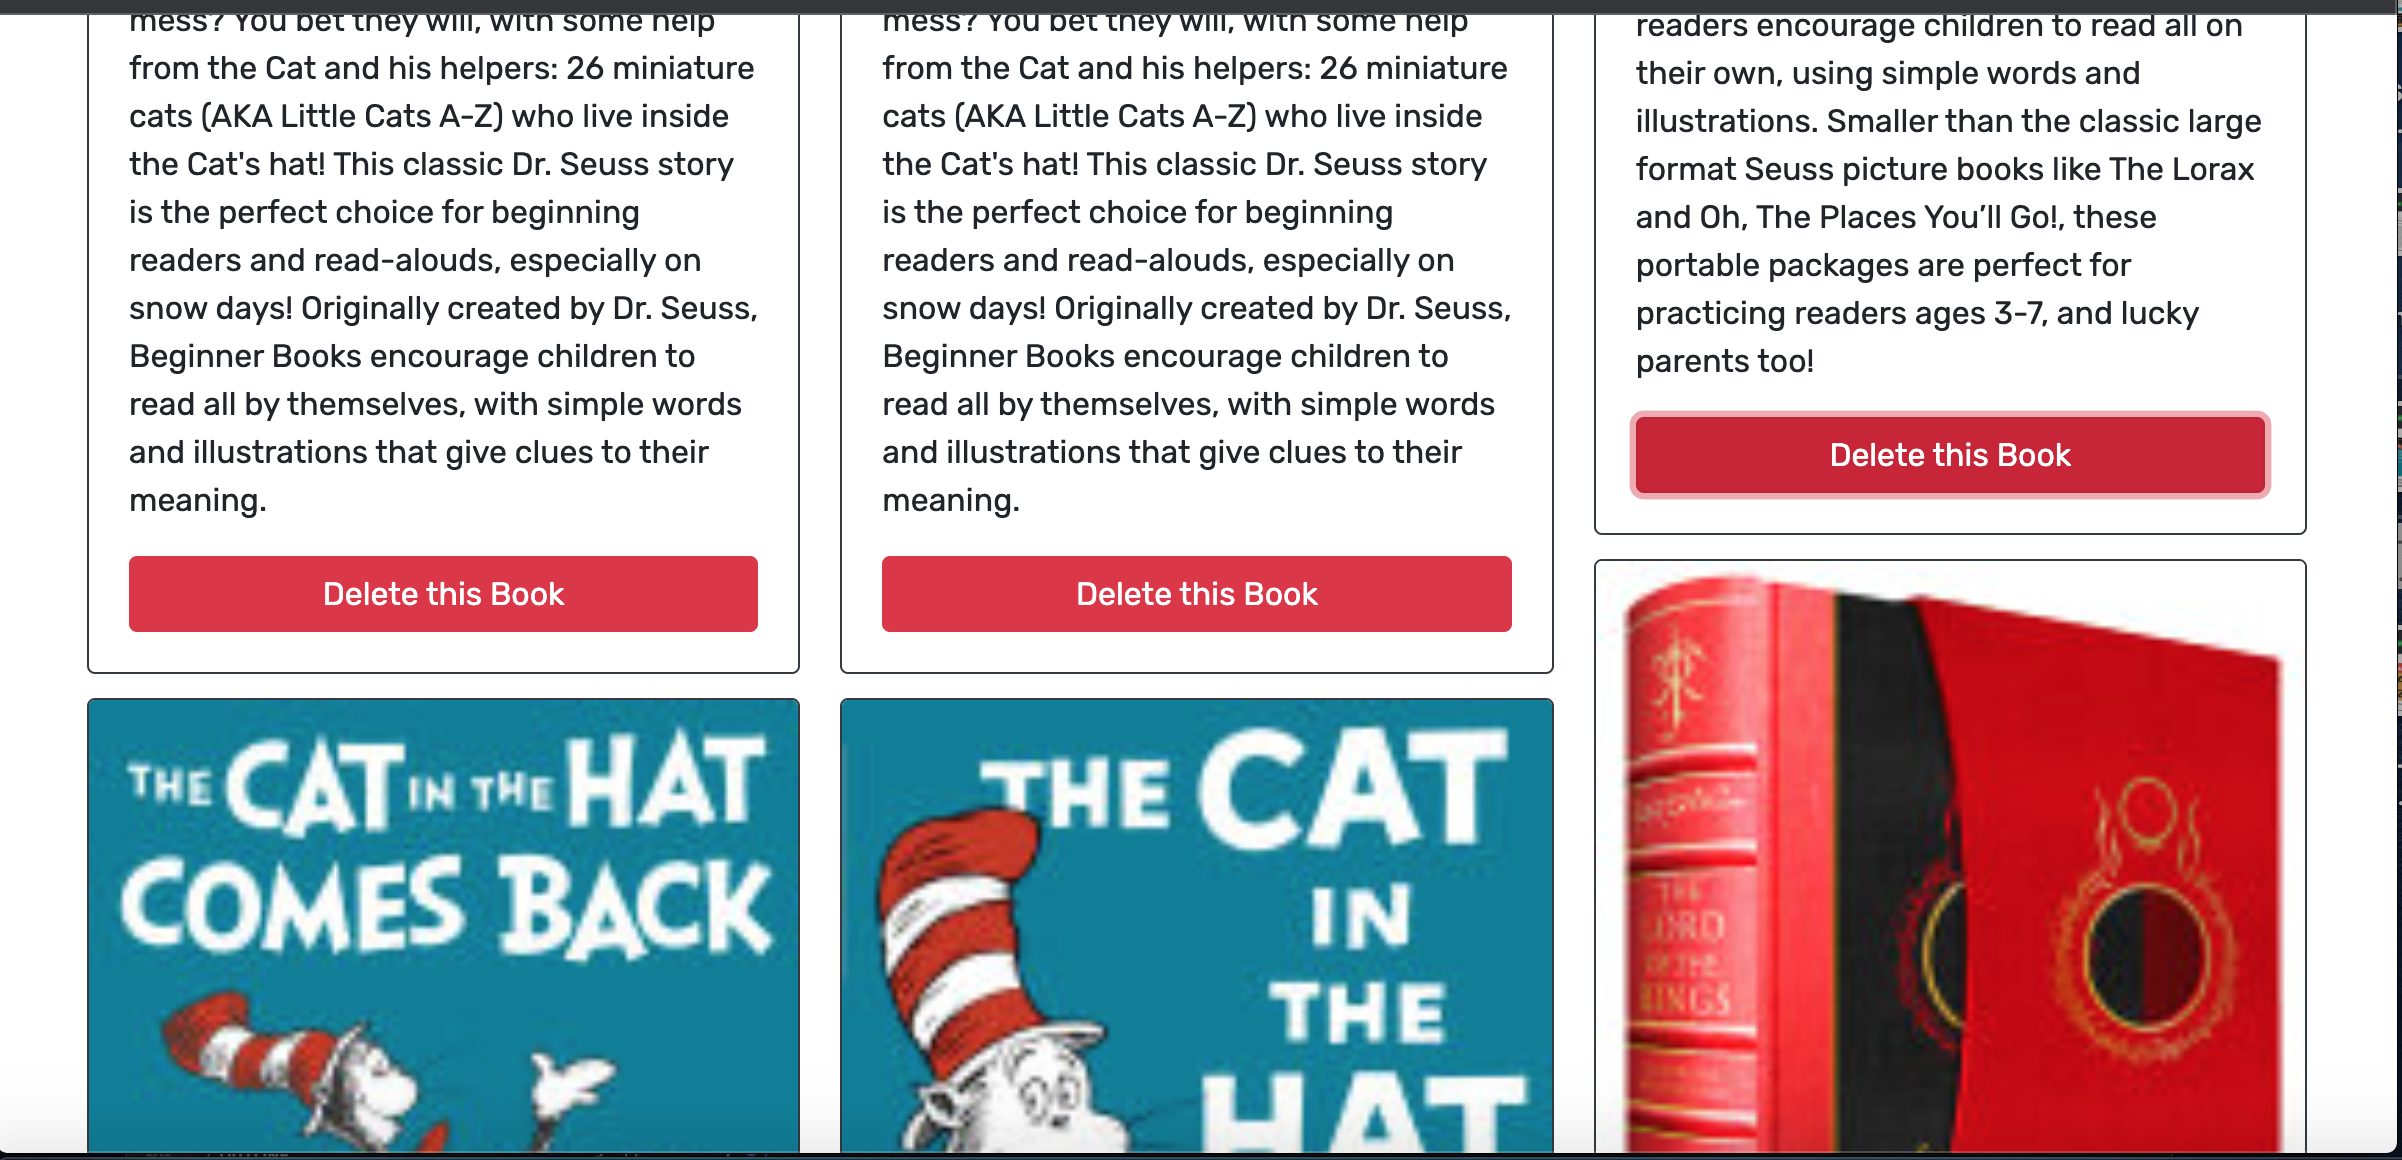 mess? You bet they will, with some help
from the Cat and his helpers: 26 miniature
cats (AKA Little Cats A-Z) who live inside
the Cat's hat! This classic Dr. Seuss story
is the perfect choice for beginning
readers and read-alouds, especially on
snow days! Originally created by Dr. Seuss,
Beginner Books encourage children to
read all by themselves, with simple words
and illustrations that give clues to their
meaning.
Delete this Book
THE CAT IN THE HAT
COMES BACK
mess? You bet they will, with some help
from the Cat and his helpers: 26 miniature
cats (AKA Little Cats A-Z) who live inside
the Cat's hat! This classic Dr. Seuss story
is the perfect choice for beginning
readers and read-alouds, especially on
snow days! Originally created by Dr. Seuss,
Beginner Books encourage children to
read all by themselves, with simple words
and illustrations that give clues to their
meaning.
Delete this Book
THE CAT
IN
THE
HAT
readers encourage children to read all on
their own, using simple words and
illustrations. Smaller than the classic large
format Seuss picture books like The Lorax
and Oh, The Places You’ll Go!, these
portable packages are perfect for
practicing readers ages 3-7, and lucky
parents too!
Delete this Book
THE
LORD
OF THE
RINGS